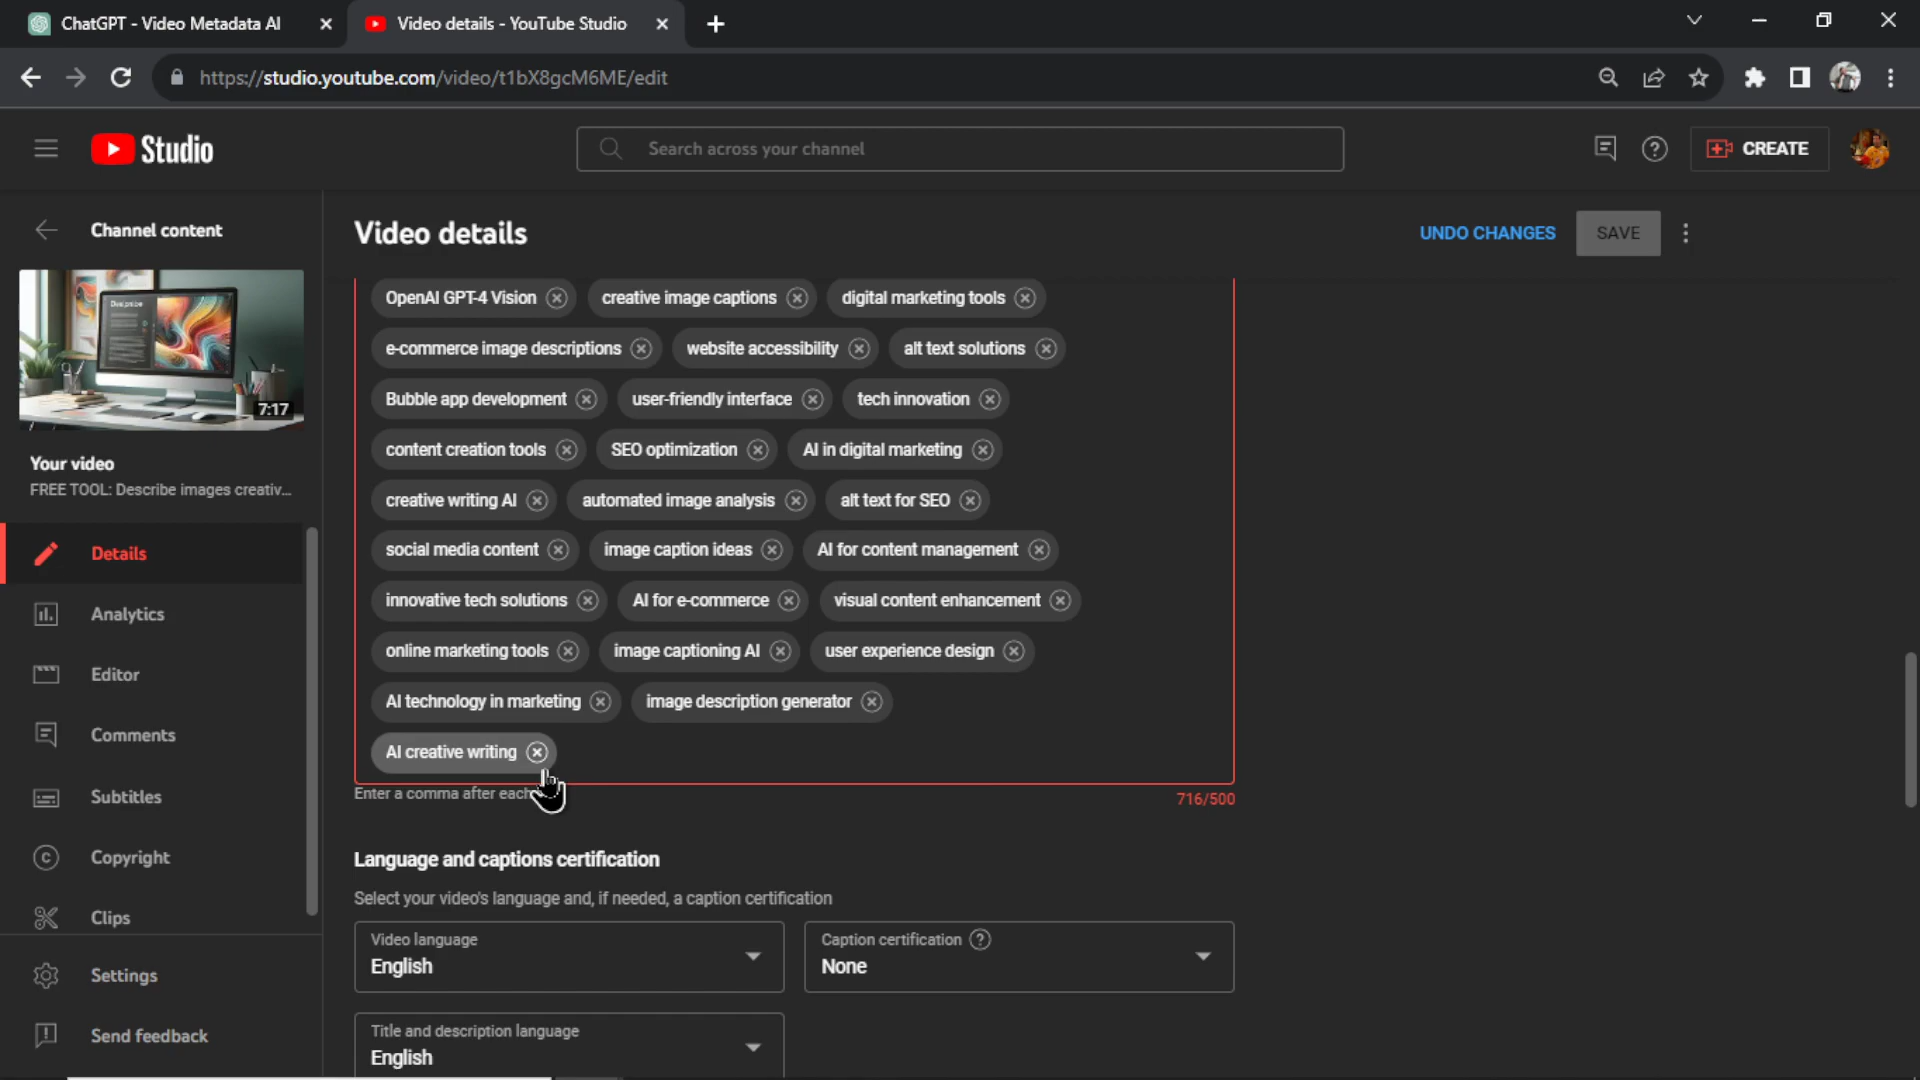 ChatGPT - Video Metadata AI
Video details - YouTube Studio
https://studio.youtube.com/video/t1bX8gcM6ME/edit
Studio
Search across your channel
CREATE
Channel content
7:17
Your video
FREE TOOL: Describe images creativ...
Details
Analytics
Editor
Comments
Subtitles
Copyright
Clips
Settings
Send feedback
Video details
UNDO CHANGES
SAVE
OpenAI GPT-4 Vision creative image captions digital marketing tools
e-commerce image descriptions website accessibility alt text solutions
Bubble app development user-friendly interface tech innovation
content creation tools SEO optimization AI in digital marketing
creative writing AI automated image analysis alt text for SEO
social media content image caption ideas AI for content management
innovative tech solutions AI for e-commerce visual content enhancement
online marketing tools image captioning AI user experience design
AI technology in marketing image description generator
AI creative writing
Enter a comma after each
716/500
Language and captions certification
Select your video's language and, if needed, a caption certification
Video language
English
Caption certification
None
Title and description language
English